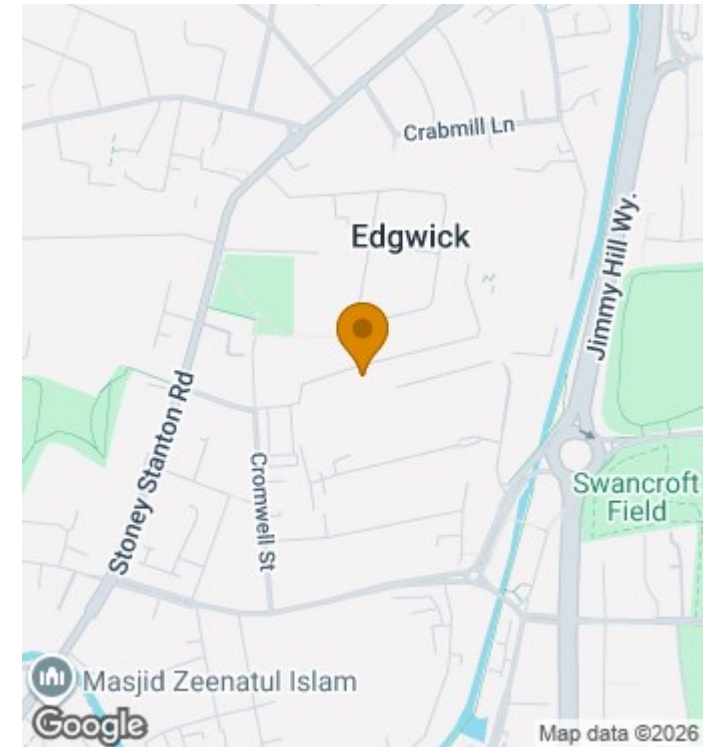 Crabmill Ln
Edgwick
Jimmy Hill Wy.
Stoney Stanton Rd
Cromwell St
Swancroft
Field
Masjid Zeenatul Islam
Google
Map data ©2026